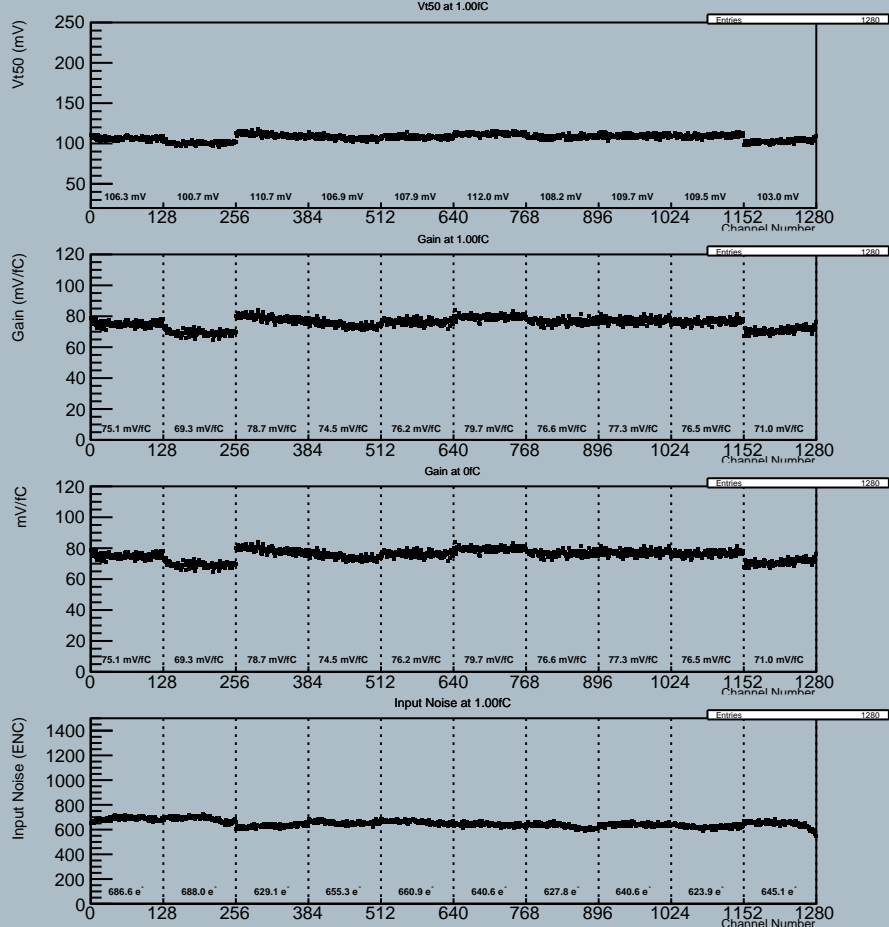 Vt50 at 1.00fC
Entries 1280
Vt50 (mV)
250
200
150
100
50
106.3 mV 100.7 mV 110.7 mV 106.9 mV 107.9 mV 112.0 mV 108.2 mV 109.7 mV 109.5 mV 103.0 mV
0 128 256 384 512 640 768 896 1024 1152 1280
Channel Number
Gain at 1.00fC
Entries 1280
Gain (mV/fC)
120
100
80
60
40
20
0
75.1 mV/fC 69.3 mV/fC 78.7 mV/fC 74.5 mV/fC 76.2 mV/fC 79.7 mV/fC 76.6 mV/fC 77.3 mV/fC 76.5 mV/fC 71.0 mV/fC
0 128 256 384 512 640 768 896 1024 1152 1280
Channel Number
Gain at 0fC
Entries 1280
mV/fC
120
100
80
60
40
20
0
75.1 mV/fC 69.3 mV/fC 78.7 mV/fC 74.5 mV/fC 76.2 mV/fC 79.7 mV/fC 76.6 mV/fC 77.3 mV/fC 76.5 mV/fC 71.0 mV/fC
0 128 256 384 512 640 768 896 1024 1152 1280
Channel Number
Input Noise at 1.00fC
Entries 1280
Input Noise (ENC)
1400
1200
1000
800
600
400
200
0
686.6 e⁻ 688.0 e⁻ 629.1 e⁻ 655.3 e⁻ 660.9 e⁻ 640.6 e⁻ 627.8 e⁻ 640.6 e⁻ 623.9 e⁻ 645.1 e⁻
0 128 256 384 512 640 768 896 1024 1152 1280
Channel Number